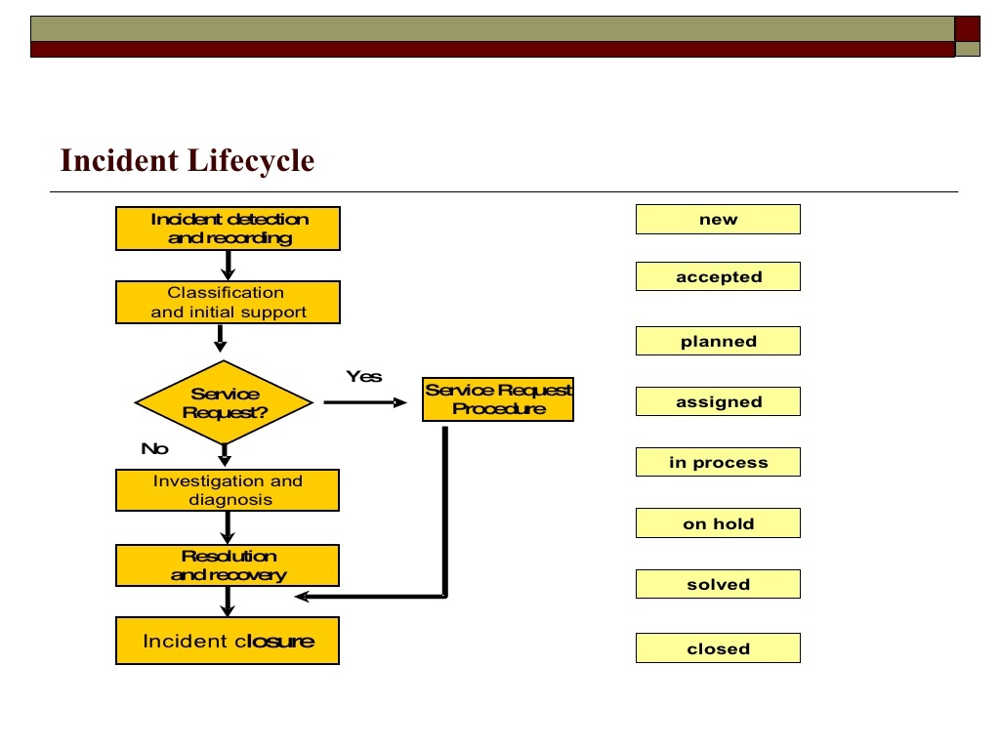 Incident Lifecycle
Incident detection
and recording
Classification
and initial support
Service
Request?
Yes
Service Request
Procedure
No
Investigation and
diagnosis
Resolution
and recovery
Incident closure
new
accepted
planned
assigned
in process
on hold
solved
closed